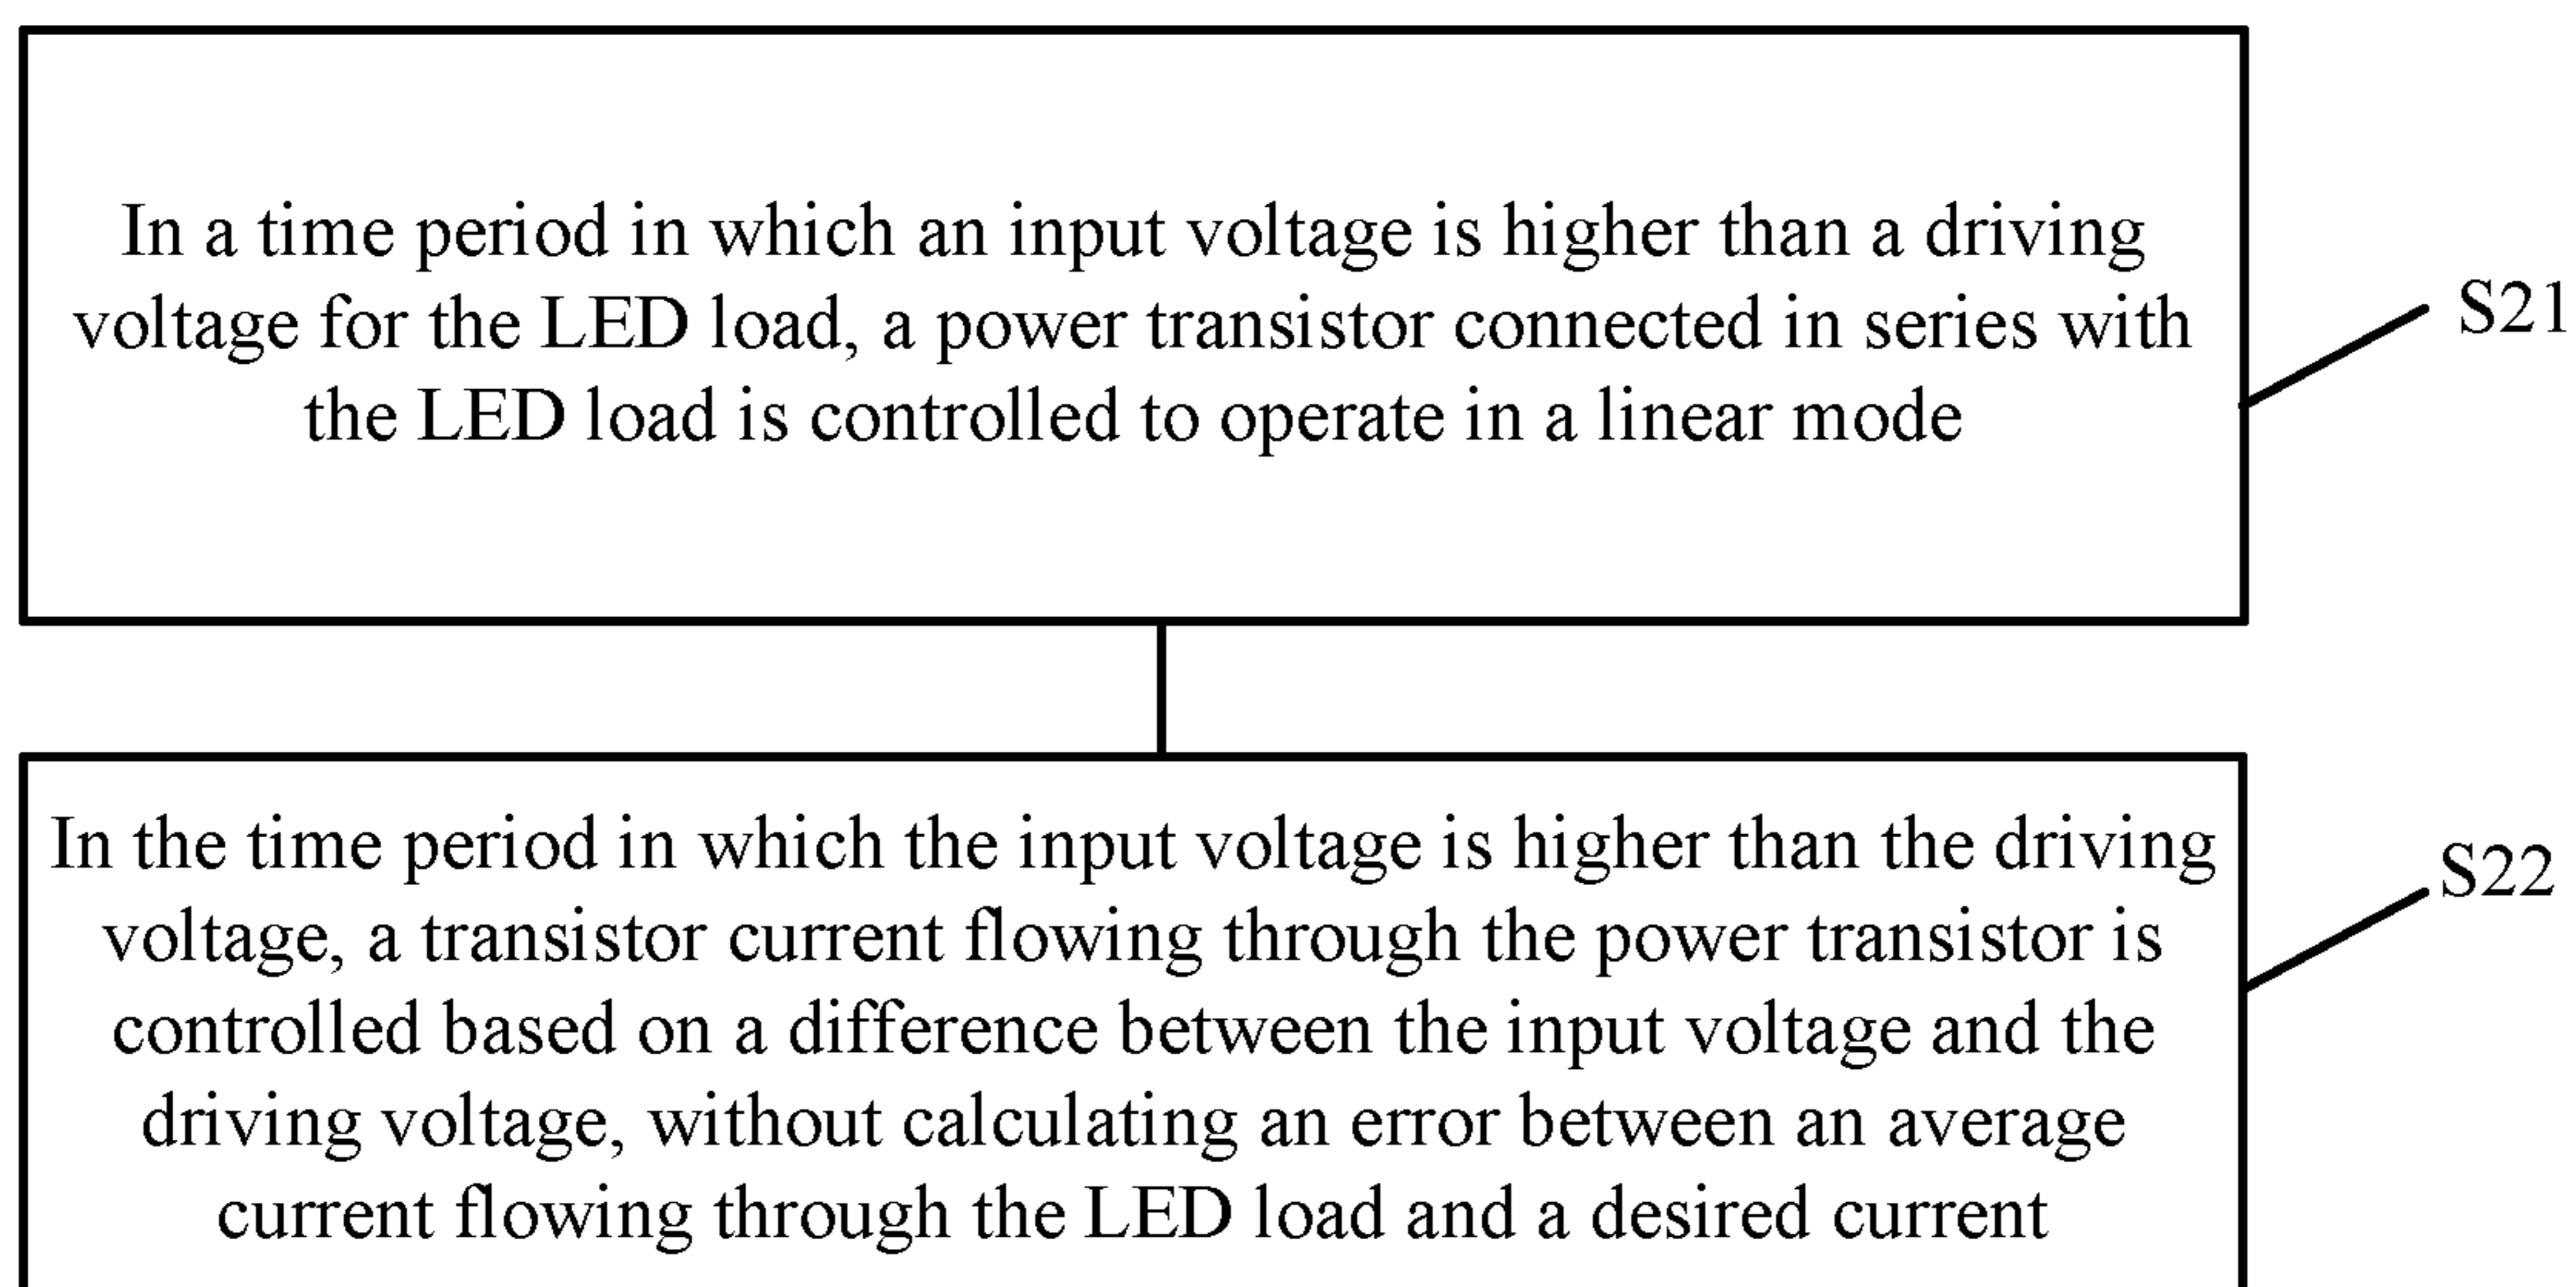 In a time period in which an input voltage is higher than a driving
voltage for the LED load, a power transistor connected in series with
the LED load is controlled to operate in a linear mode
S21
In the time period in which the input voltage is higher than the driving
voltage, a transistor current flowing through the power transistor is
controlled based on a difference between the input voltage and the
driving voltage, without calculating an error between an average
current flowing through the LED load and a desired current
S22